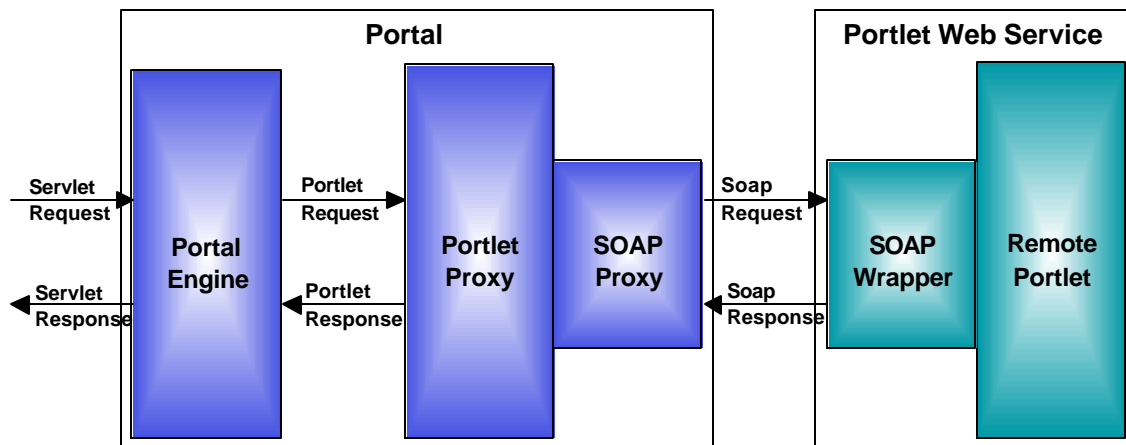 Portal
Portlet Web Service
Servlet
Request
Portlet
Request
Soap
Request
Portal
Engine
Portlet
Proxy
SOAP
Proxy
SOAP
Wrapper
Remote
Portlet
Servlet
Response
Portlet
Response
Soap
Response